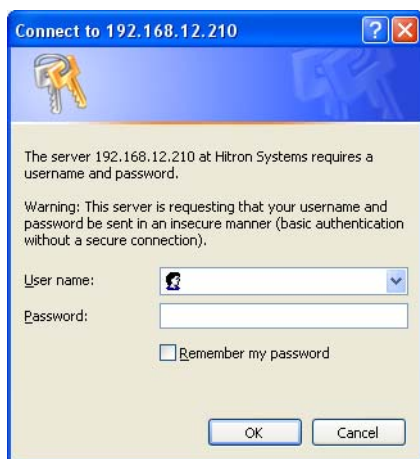 Connect to 192.168.12.210
The server 192.168.12.210 at Hitron Systems requires a
username and password.
Warning: This server is requesting that your username and
password be sent in an insecure manner (basic authentication
without a secure connection).
User name:
Password:
Remember my password
OK Cancel